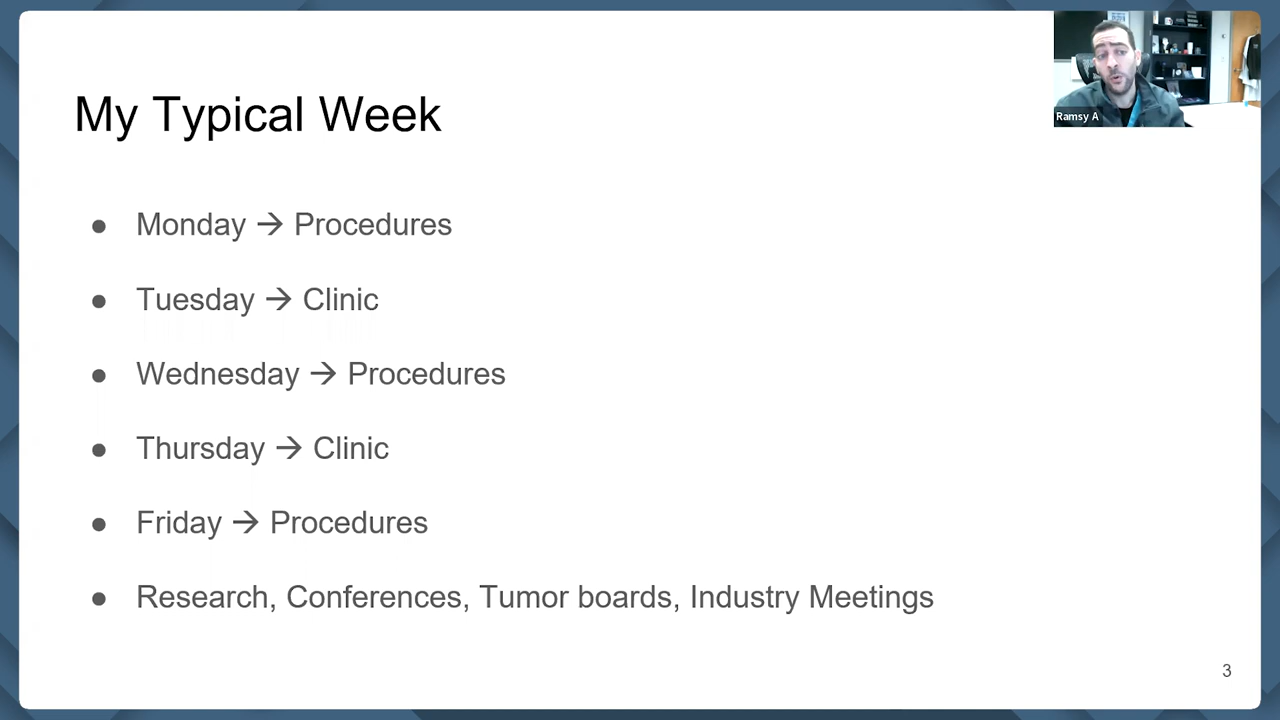 My Typical Week
Ramsy A
● Monday → Procedures
● Tuesday → Clinic
● Wednesday → Procedures
● Thursday → Clinic
● Friday → Procedures
● Research, Conferences, Tumor boards, Industry Meetings
3